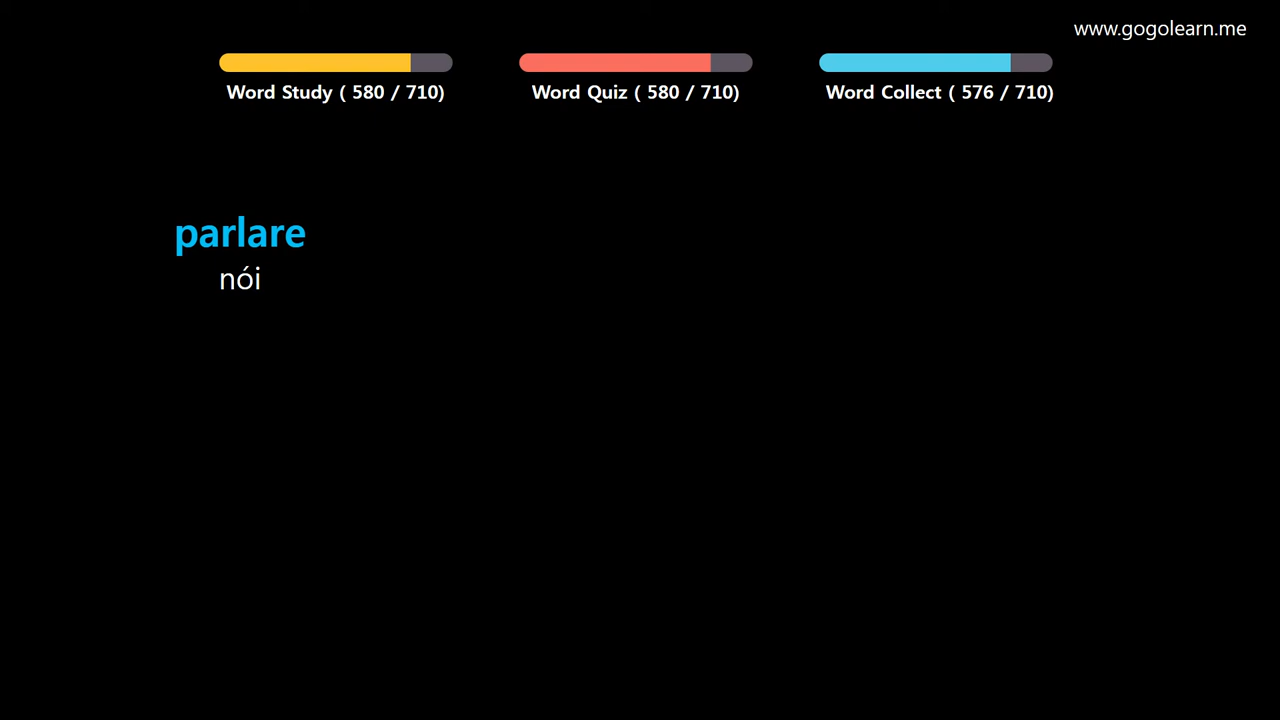 www.gogolearn.me
Word Study ( 580 / 710)
Word Quiz ( 580 / 710)
Word Collect ( 576 / 710)
parlare
nói